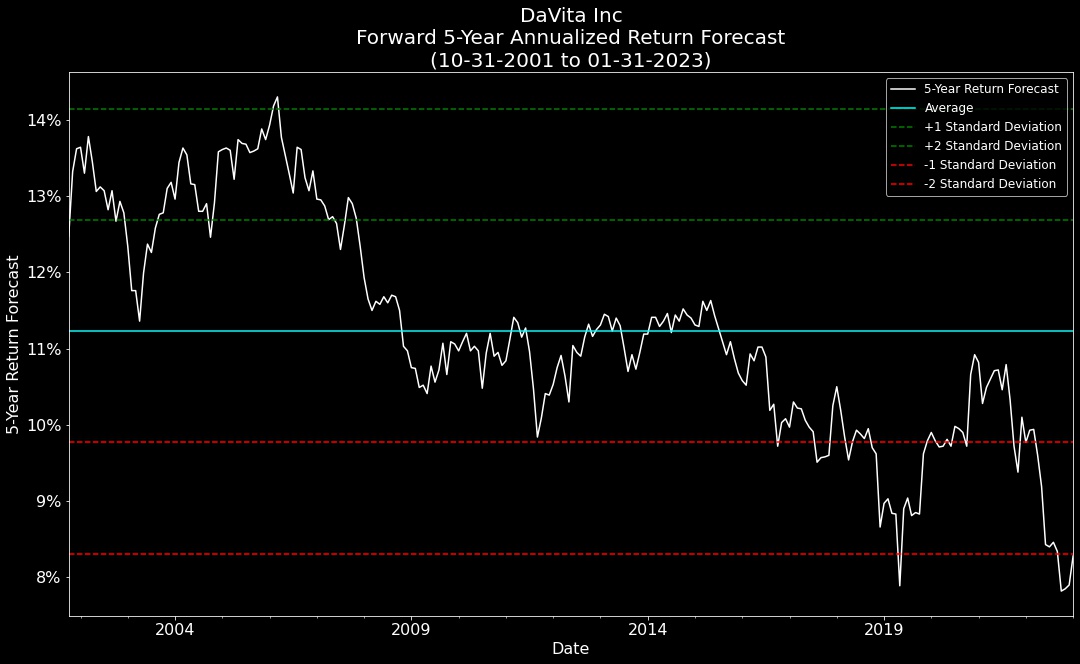 DaVita Inc
Forward 5-Year Annualized Return Forecast
(10-31-2001 to 01-31-2023)
5-Year Return Forecast
Average
+1 Standard Deviation
+2 Standard Deviation
-1 Standard Deviation
-2 Standard Deviation
14%
13%
12%
11%
10%
9%
8%
5-Year Return Forecast
2004
2009
2014
2019
Date